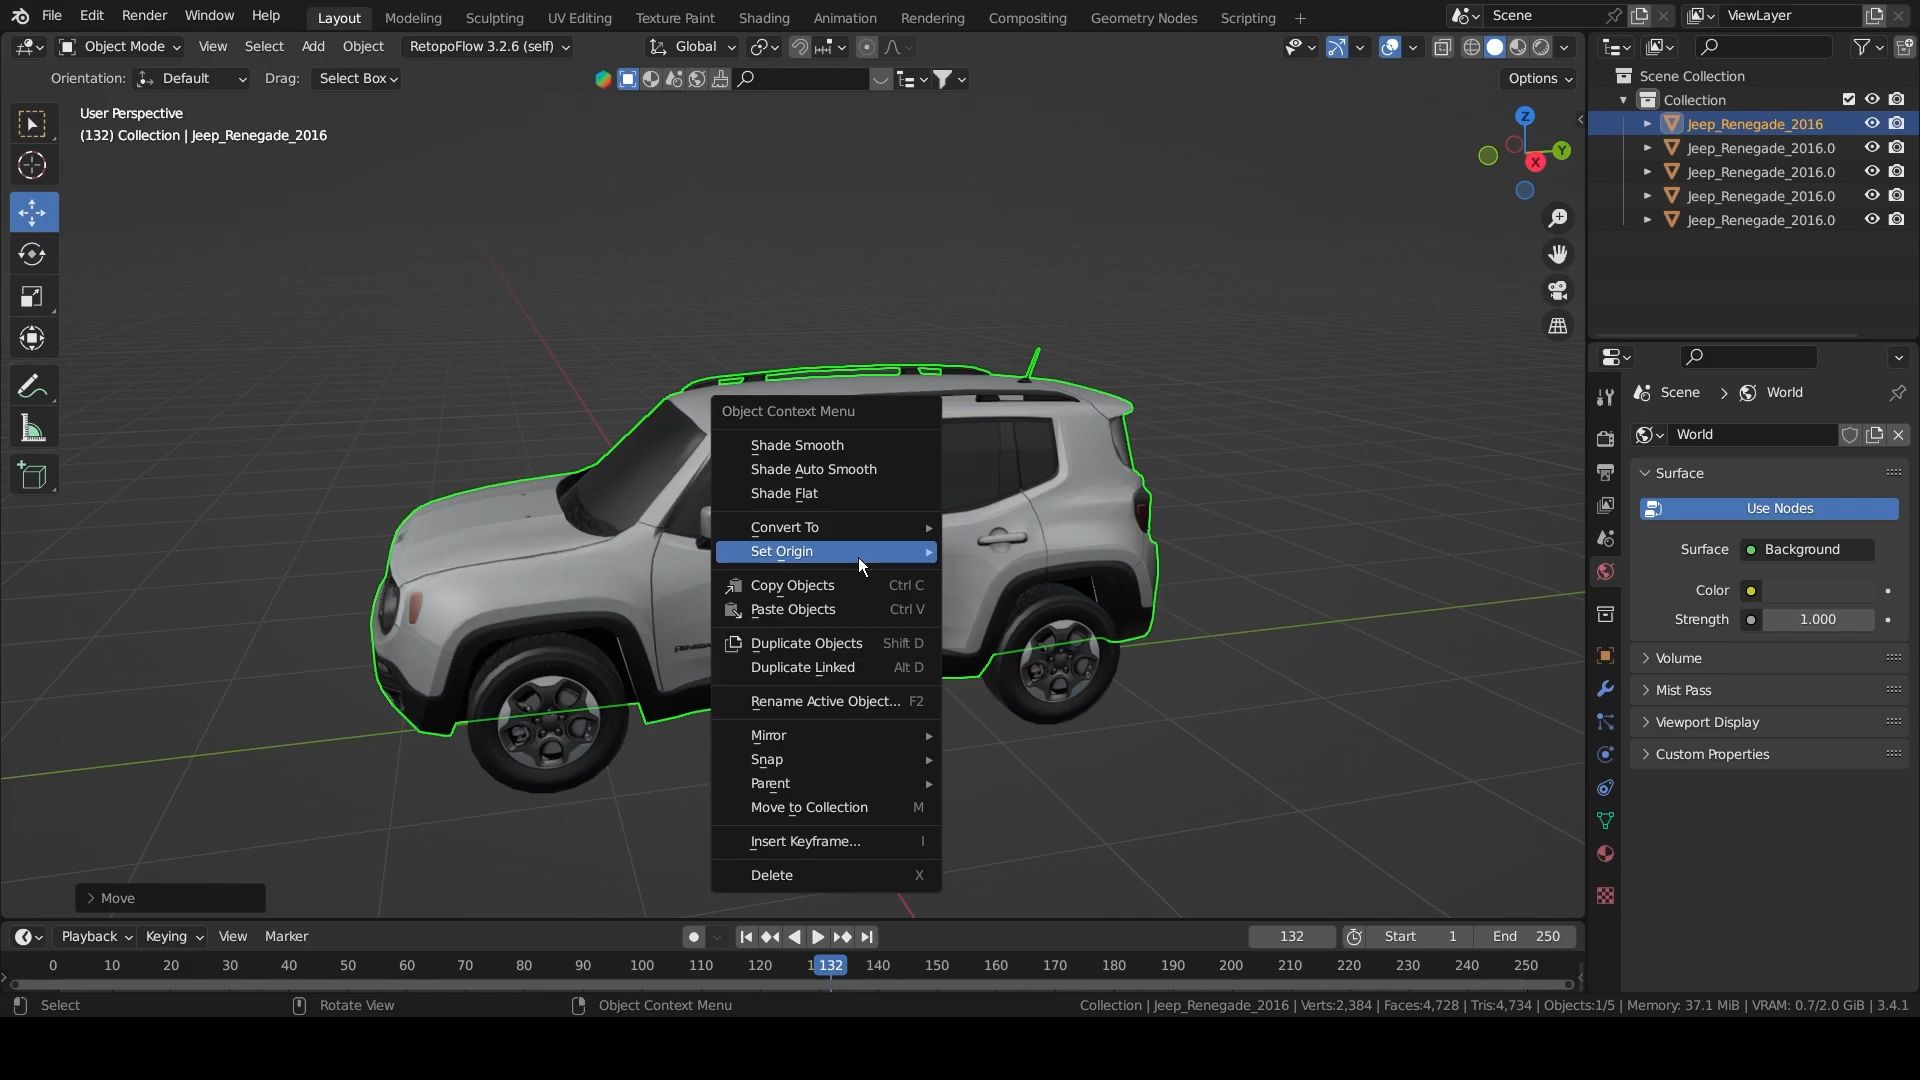 File Edit Render Window Help Layout Modeling Sculpting UV Editing Texture Paint Shading Animation Rendering Compositing Geometry Nodes Scripting + Scene ViewLayer
Object Mode View Select Add Object RetopoFlow 3.2.6 (self) Global
Orientation: Default Drag: Select Box Options
User Perspective
(132) Collection | Jeep_Renegade_2016
Z
Y
X
Scene Collection
Collection
Jeep_Renegade_2016
Jeep_Renegade_2016.0
Jeep_Renegade_2016.0
Jeep_Renegade_2016.0
Jeep_Renegade_2016.0
Object Context Menu
Shade Smooth
Shade Auto Smooth
Shade Flat
Convert To
Set Origin
Copy Objects Ctrl C
Paste Objects Ctrl V
Duplicate Objects Shift D
Duplicate Linked Alt D
Rename Active Object... F2
Mirror
Snap
Parent
Move to Collection M
Insert Keyframe... I
Delete X
Scene > World
World
Surface
Use Nodes
Surface Background
Color
Strength 1.000
Volume
Mist Pass
Viewport Display
Custom Properties
Move
Playback Keying View Marker 132 Start 1 End 250
0 10 20 30 40 50 60 70 80 90 100 110 120 132 140 150 160 170 180 190 200 210 220 230 240 250
Select Rotate View Object Context Menu Collection | Jeep_Renegade_2016 | Verts:2,384 | Faces:4,728 | Tris:4,734 | Objects:1/5 | Memory: 37.1 MiB | VRAM: 0.7/2.0 GiB | 3.4.1